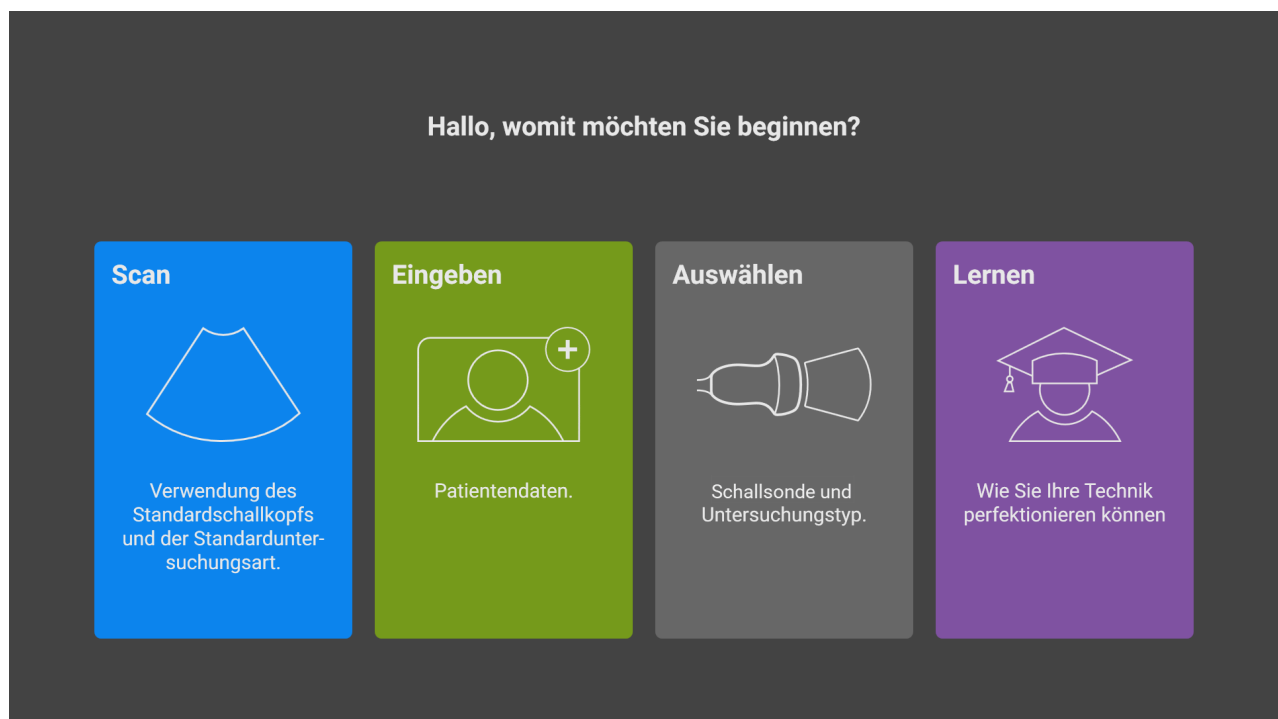 Hallo, womit möchten Sie beginnen?
Scan
Verwendung des
Standardschallkopfs
und der Standardunter-
suchungsart.
Eingeben
Patientendaten.
Auswählen
Schallsonde und
Untersuchungstyp.
Lernen
Wie Sie Ihre Technik
perfektionieren können